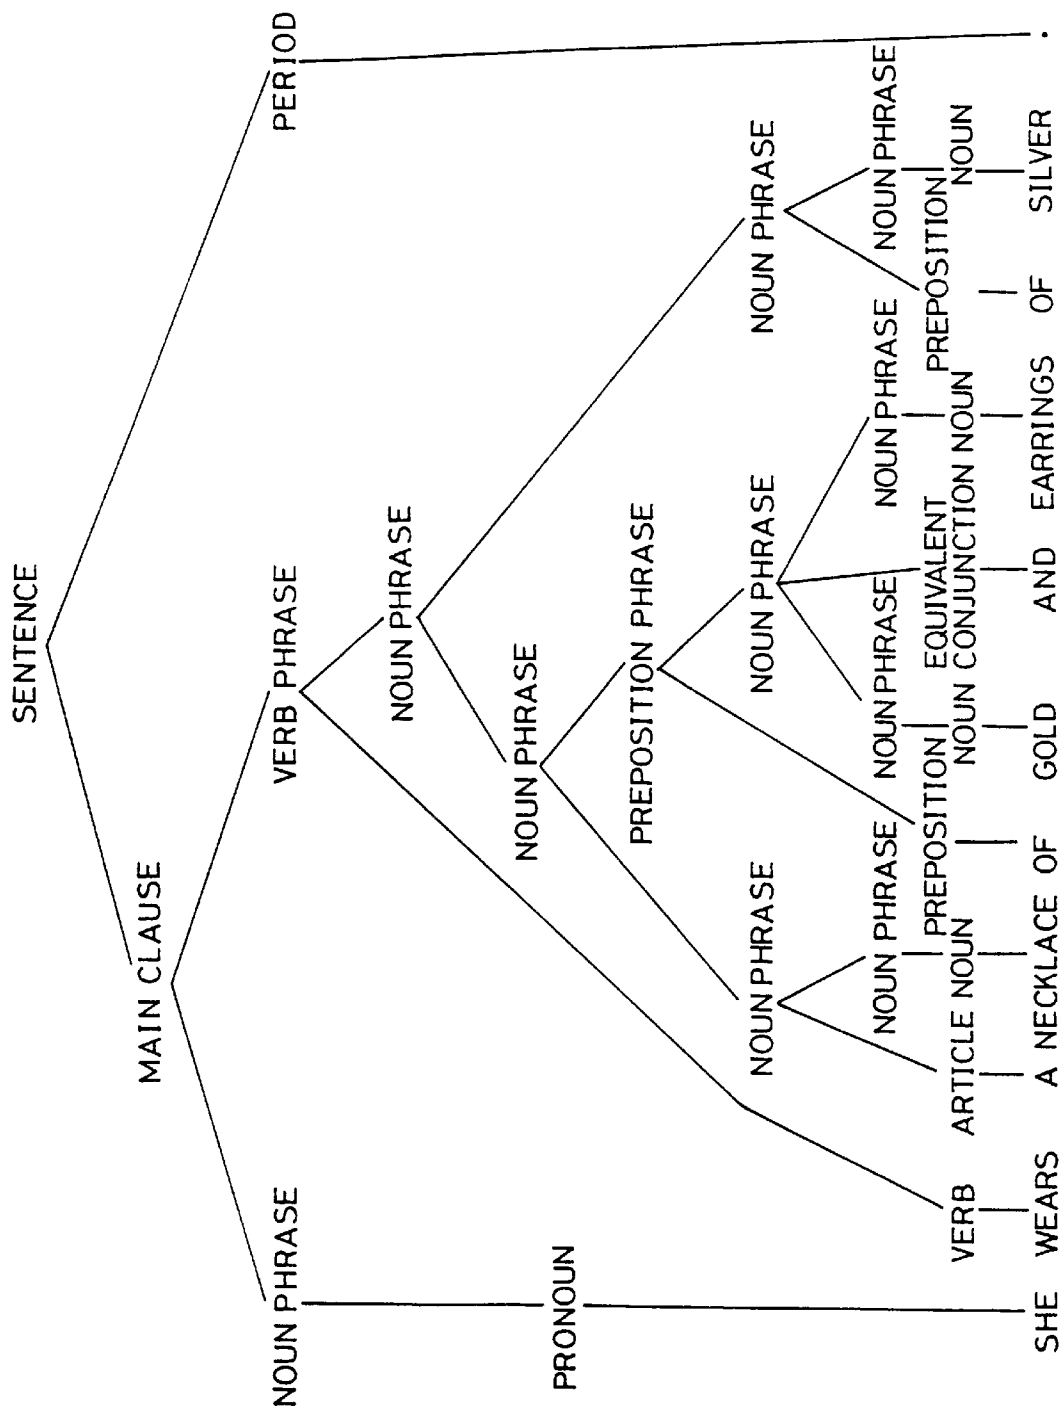 SENTENCE
MAIN CLAUSE
NOUN PHRASE VERB PHRASE PERIOD
NOUN PHRASE
NOUN PHRASE
PRONOUN
PREPOSITION PHRASE
NOUN PHRASE NOUN PHRASE NOUN PHRASE
NOUN PHRASE NOUN PHRASE NOUN PHRASE NOUN PHRASE
PREPOSITION EQUIVALENT PREPOSITION
VERB ARTICLE NOUN NOUN CONJUNCTION NOUN NOUN
SHE WEARS A NECKLACE OF GOLD AND EARRINGS OF SILVER .